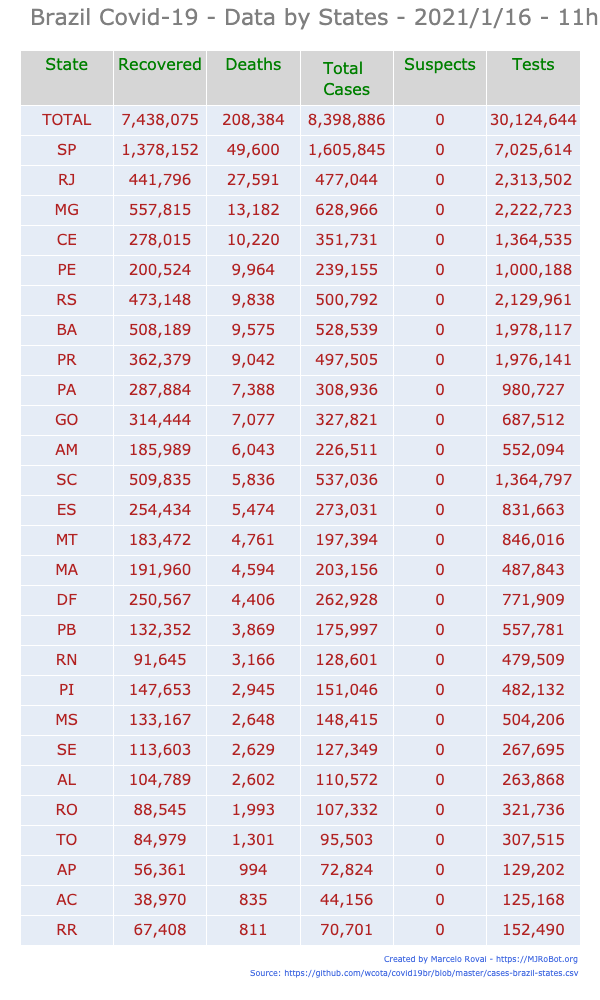 Brazil Covid-19 - Data by States - 2021/1/16 - 11h
State Recovered Deaths Total Cases Suspects Tests
TOTAL 7,438,075 208,384 8,398,886 0 30,124,644
SP 1,378,152 49,600 1,605,845 0 7,025,614
RJ 441,796 27,591 477,044 0 2,313,502
MG 557,815 13,182 628,966 0 2,222,723
CE 278,015 10,220 351,731 0 1,364,535
PE 200,524 9,964 239,155 0 1,000,188
RS 473,148 9,838 500,792 0 2,129,961
BA 508,189 9,575 528,539 0 1,978,117
PR 362,379 9,042 497,505 0 1,976,141
PA 287,884 7,388 308,936 0 980,727
GO 314,444 7,077 327,821 0 687,512
AM 185,989 6,043 226,511 0 552,094
SC 509,835 5,836 537,036 0 1,364,797
ES 254,434 5,474 273,031 0 831,663
MT 183,472 4,761 197,394 0 846,016
MA 191,960 4,594 203,156 0 487,843
DF 250,567 4,406 262,928 0 771,909
PB 132,352 3,869 175,997 0 557,781
RN 91,645 3,166 128,601 0 479,509
PI 147,653 2,945 151,046 0 482,132
MS 133,167 2,648 148,415 0 504,206
SE 113,603 2,629 127,349 0 267,695
AL 104,789 2,602 110,572 0 263,868
RO 88,545 1,993 107,332 0 321,736
TO 84,979 1,301 95,503 0 307,515
AP 56,361 994 72,824 0 129,202
AC 38,970 835 44,156 0 125,168
RR 67,408 811 70,701 0 152,490
Created by Marcelo Rovai - https://MJRoBot.org
Source: https://github.com/wcota/covid19br/blob/master/cases-brazil-states.csv